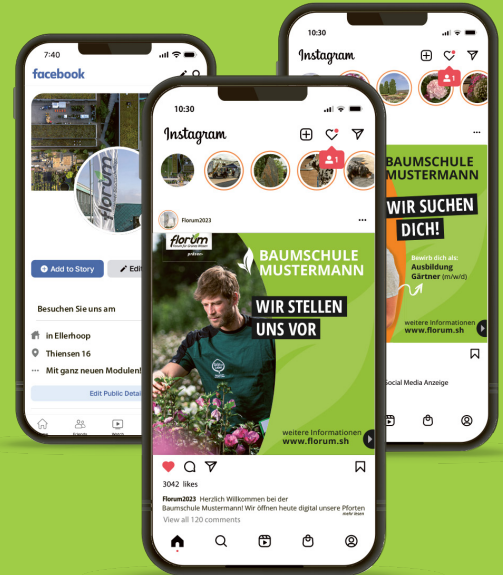 7:40
facebook
florum
Add to Story
Edit
Besuchen Sie uns am
in Ellerhoop
Thiensen 16
Mit ganz neuen Modulen!
Edit Public Detai
Friends
Watch
10:30
Instagram
1
Florum2023
florum
BAUMSCHULE
MUSTERMANN
WIR STELLEN
UNS VOR
weitere Informationen
www.florum.sh
3042 likes
Florum2023 Herzlich Willkommen bei der
Baumschule Mustermann! Wir öffnen heute digital unsere Pforten
mehr lesen
View all 120 comments
10:30
Instagram
1
BAUMSCHULE
MUSTERMANN
WIR SUCHEN
DICH!
Bewirb dich als:
Ausbildung
Gärtner (m/w/d)
weitere Informationen
www.florum.sh
Social Media Anzeige